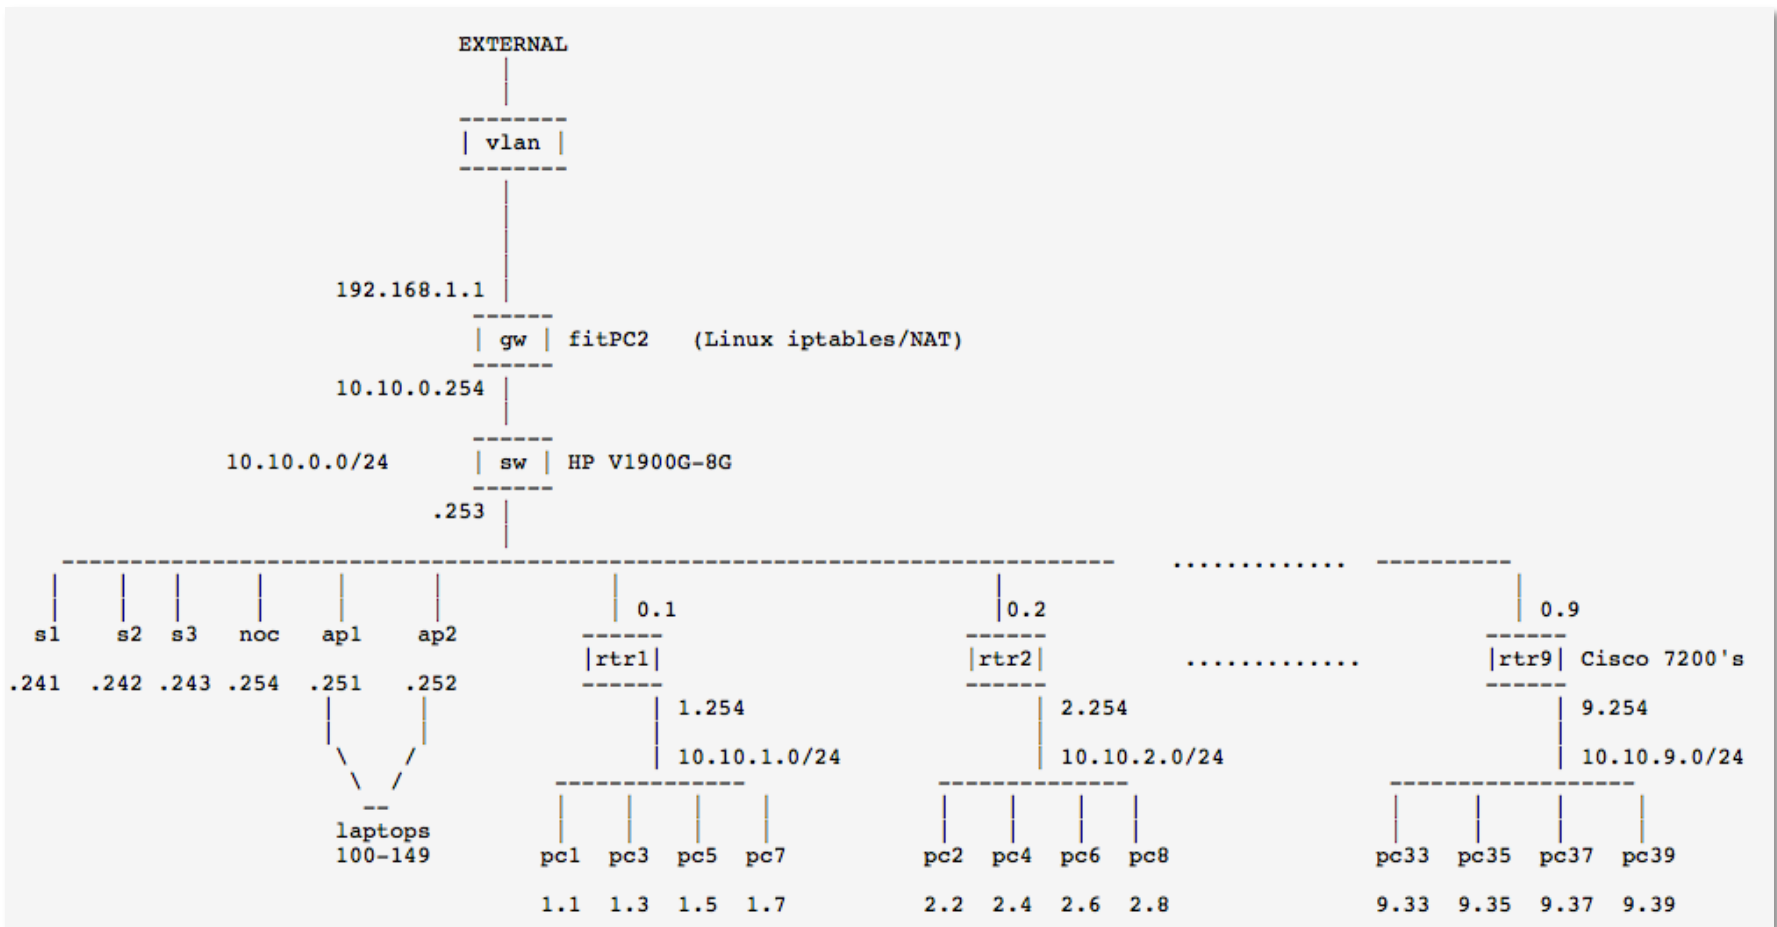 EXTERNAL
vlan
192.168.1.1
gw fitPC2 (Linux iptables/NAT)
10.10.0.254
10.10.0.0/24 sw HP V1900G-8G
.253
.............
0.1 0.2 0.9
s1 s2 s3 noc ap1 ap2
rtr1 rtr2 ............. rtr9 Cisco 7200's
.241 .242 .243 .254 .251 .252
1.254 2.254 9.254
10.10.1.0/24 10.10.2.0/24 10.10.9.0/24
laptops
100-149 pc1 pc3 pc5 pc7 pc2 pc4 pc6 pc8 pc33 pc35 pc37 pc39
1.1 1.3 1.5 1.7 2.2 2.4 2.6 2.8 9.33 9.35 9.37 9.39